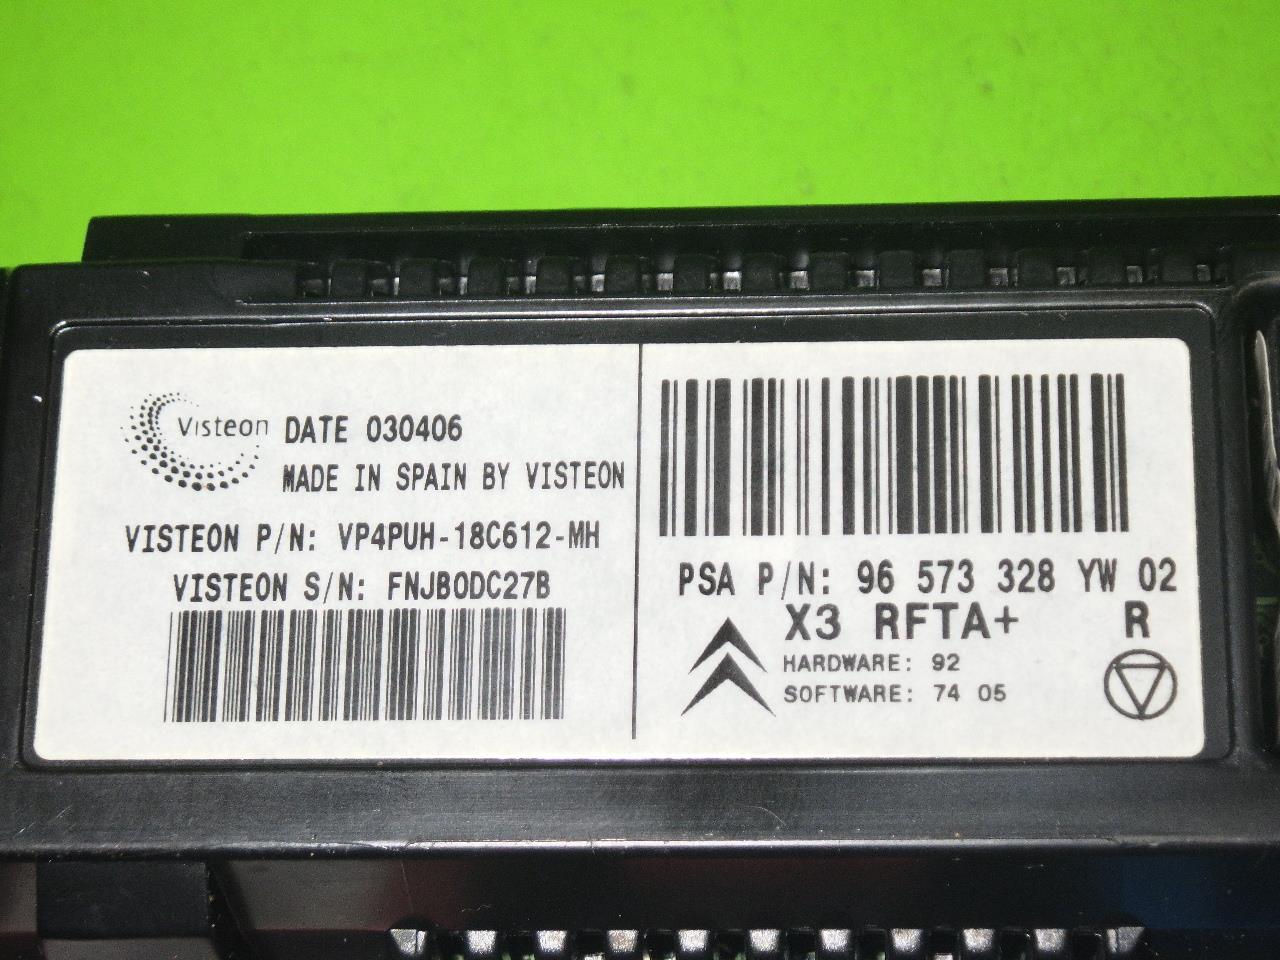 Visteon
DATE 030406
MADE IN SPAIN BY VISTEON
VISTEON P/N: VP4PUH-18C612-MH
VISTEON S/N: FNJB0DC27B
PSA P/N: 96 573 328 YW 02
X3 RFTA+ R
HARDWARE: 92
SOFTWARE: 74 05